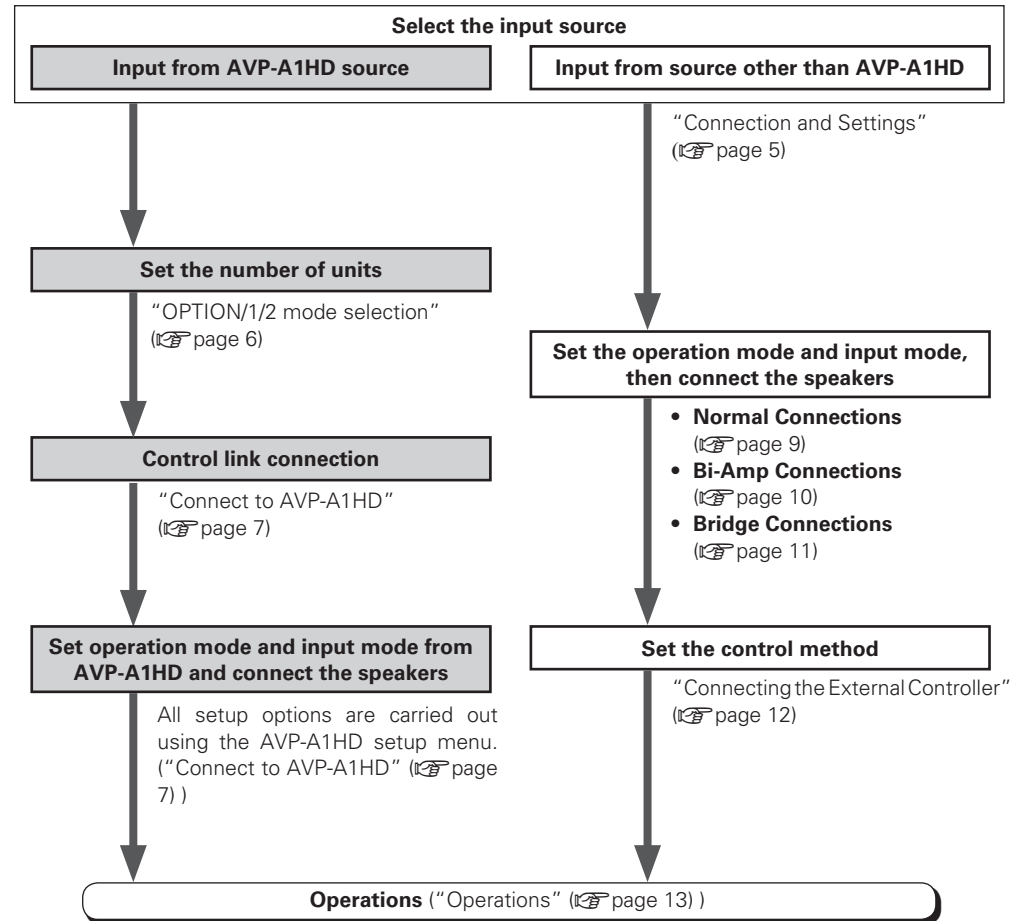 Select the input source
Input from AVP-A1HD source
Input from source other than AVP-A1HD
"Connection and Settings"
(☞ page 5)
Set the number of units
"OPTION/1/2 mode selection"
(☞ page 6)
Set the operation mode and input mode,
then connect the speakers
• Normal Connections
(☞ page 9)
• Bi-Amp Connections
(☞ page 10)
• Bridge Connections
(☞ page 11)
Control link connection
"Connect to AVP-A1HD"
(☞ page 7)
Set operation mode and input mode from
AVP-A1HD and connect the speakers
All setup options are carried out
using the AVP-A1HD setup menu.
("Connect to AVP-A1HD" (☞ page
7) )
Set the control method
"Connecting the External Controller"
(☞ page 12)
Operations ("Operations" (☞ page 13) )